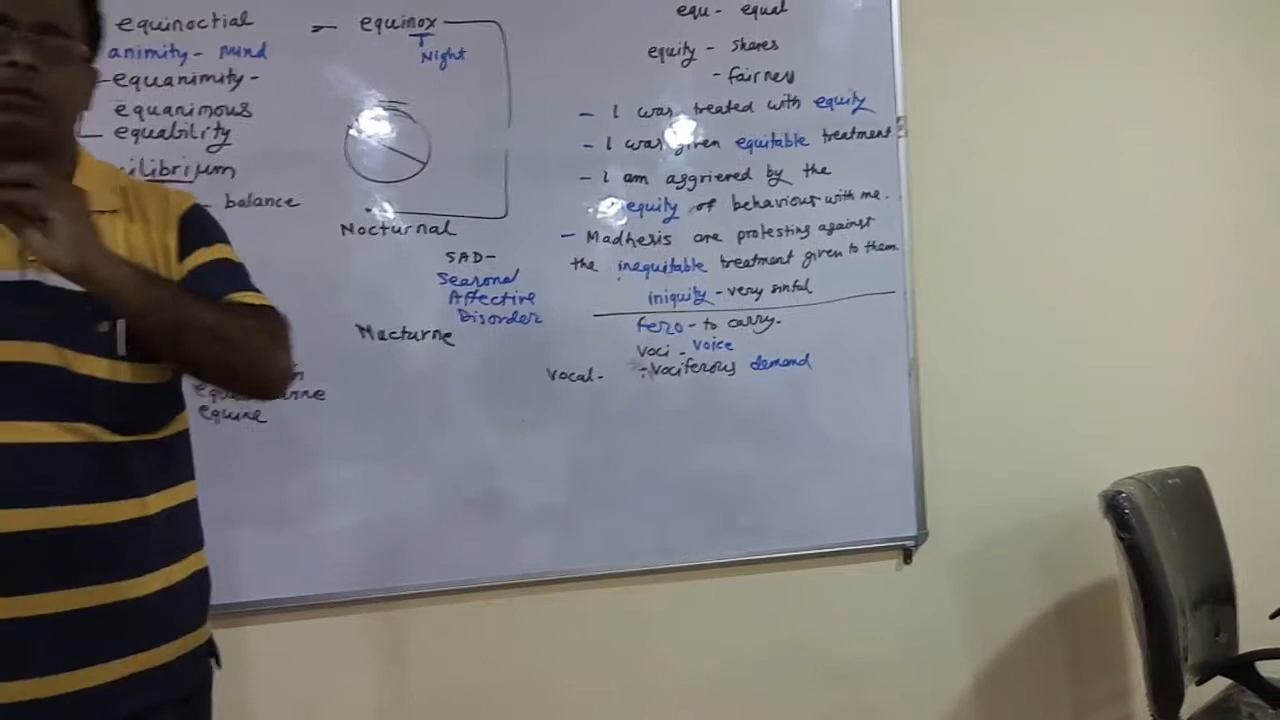 equinoctial
animity - mind
equanimity -
equanimous
equability
ilibrium
balance
equine
- equinox
Night
Nocturnal
SAD -
Seasonal
Affective
Disorder
Nocturne
equ - equal
equity - shares
- fairness
- I was treated with equity
- I was given equitable treatment
- I am aggrieved by the
equity of behaviour with me.
- Madhesis are protesting against
the inequitable treatment given to them.
iniquity - very sinful
fero - to carry.
voci - voice
vocal - - vociferous demand